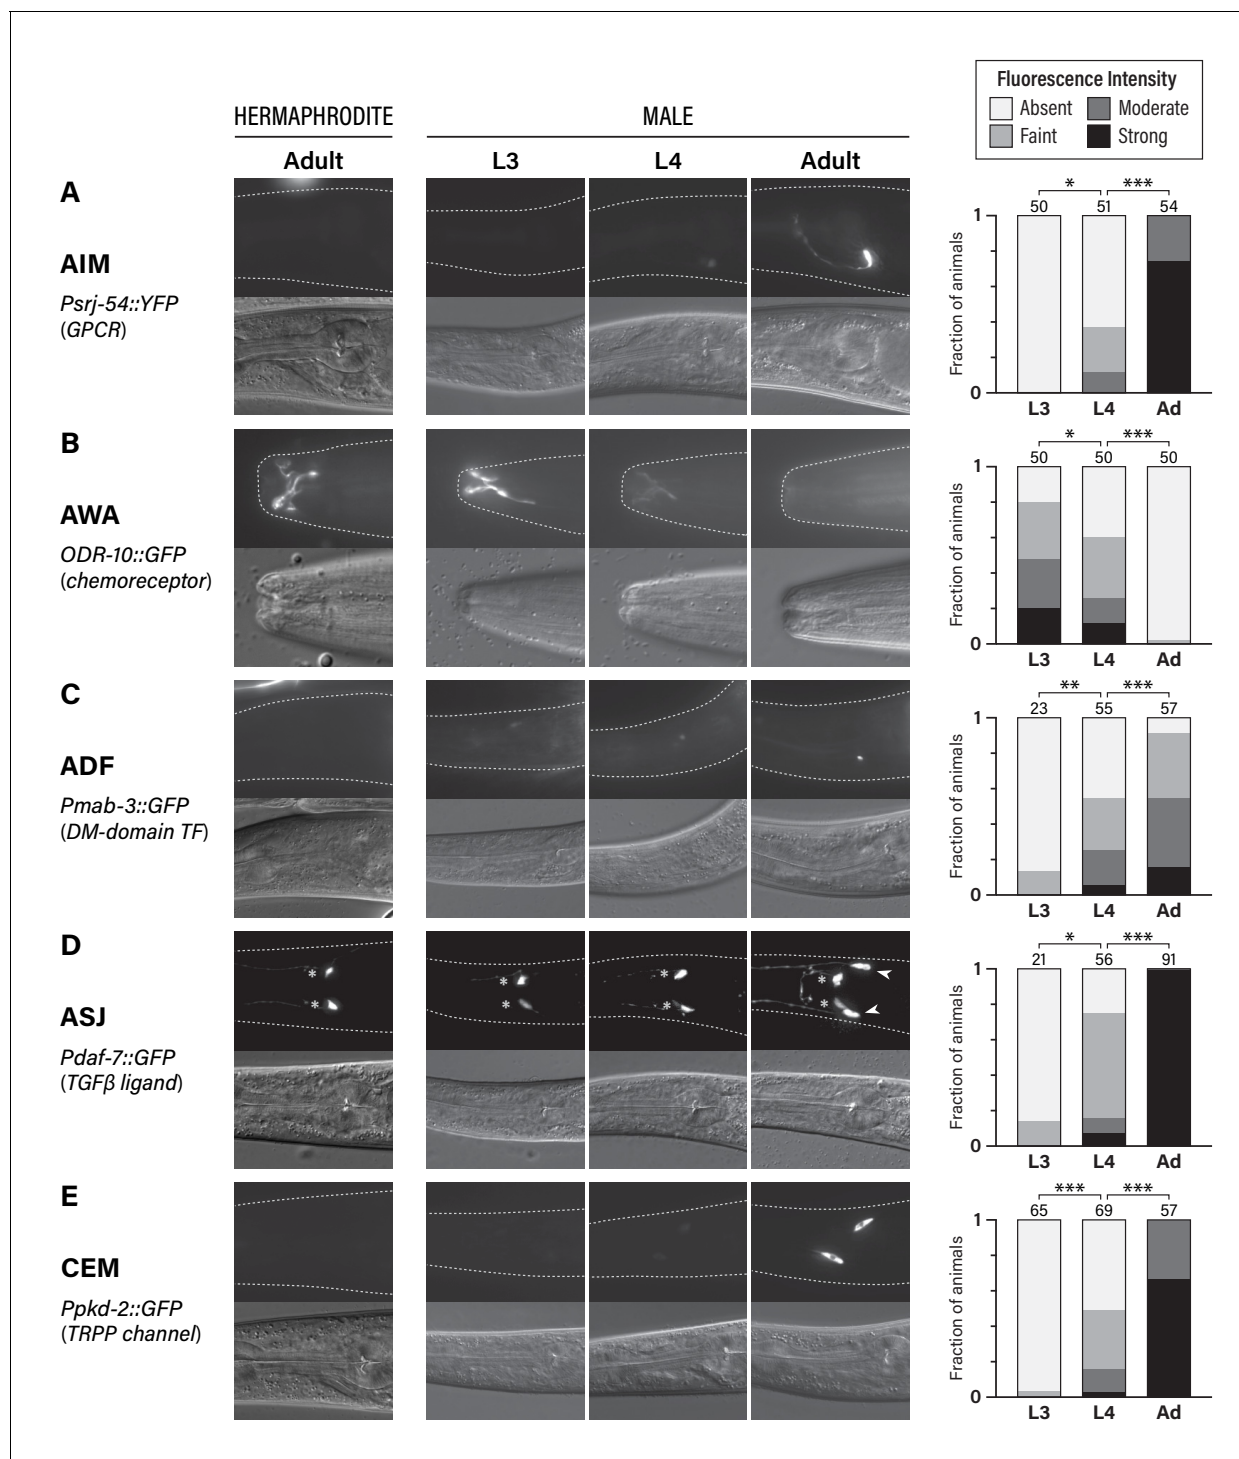 Fluorescence Intensity
Absent Moderate
Faint Strong
HERMAPHRODITE MALE
Adult L3 L4 Adult
A
AIM
Psrj-54::YFP
(GPCR)
* ***
50 51 54
1
Fraction of animals
0
L3 L4 Ad
B
AWA
ODR-10::GFP
(chemoreceptor)
* ***
50 50 50
1
Fraction of animals
0
L3 L4 Ad
C
ADF
Pmab-3::GFP
(DM-domain TF)
** ***
23 55 57
1
Fraction of animals
0
L3 L4 Ad
D
ASJ
Pdaf-7::GFP
(TGFβ ligand)
* * * * * * * *
* ***
21 56 91
1
Fraction of animals
0
L3 L4 Ad
E
CEM
Ppkd-2::GFP
(TRPP channel)
*** ***
65 69 57
1
Fraction of animals
0
L3 L4 Ad